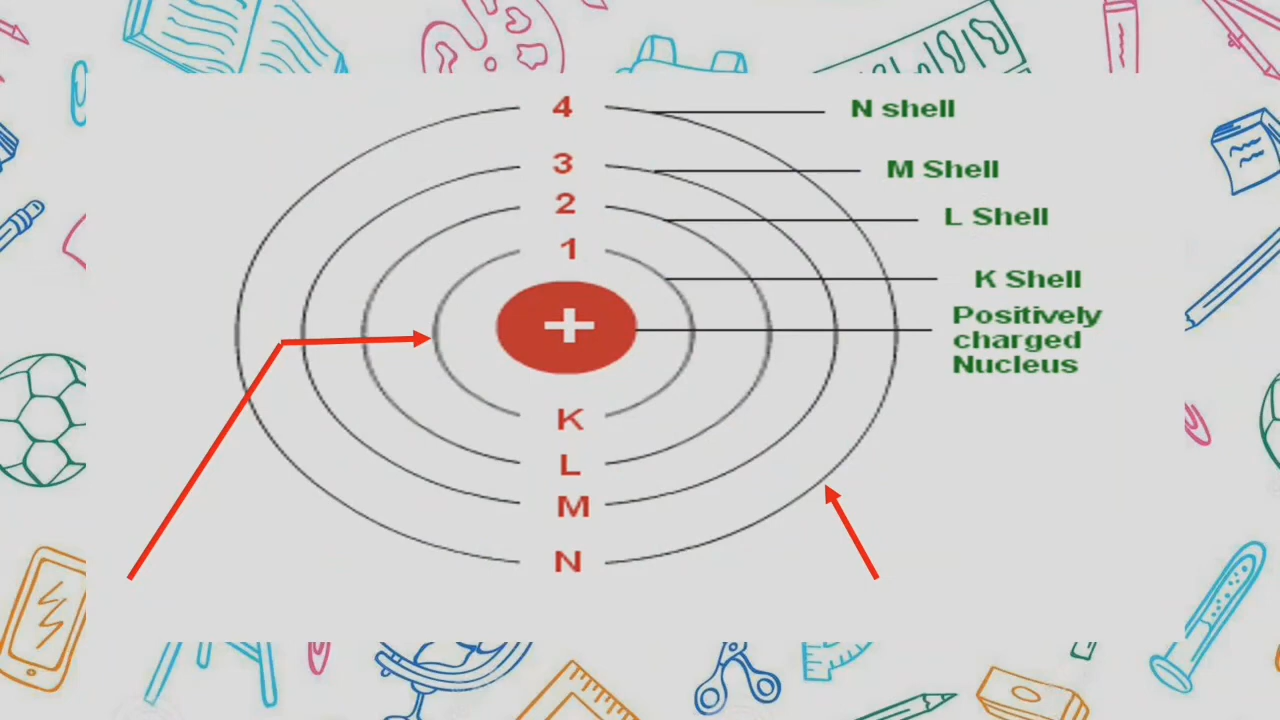 4
N shell
3
M Shell
2
L Shell
1
K Shell
+
Positively
charged
Nucleus
K
L
M
N